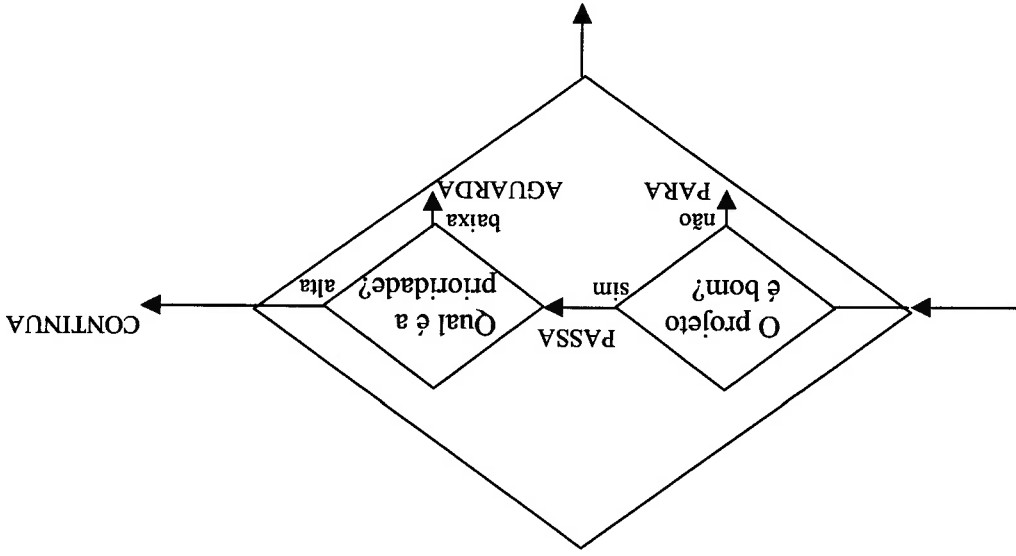 O projeto
é bom?
sim
não
PARA
PASSA
Qual é a
prioridade?
alta
baixa
AGUARDA
CONTINUA